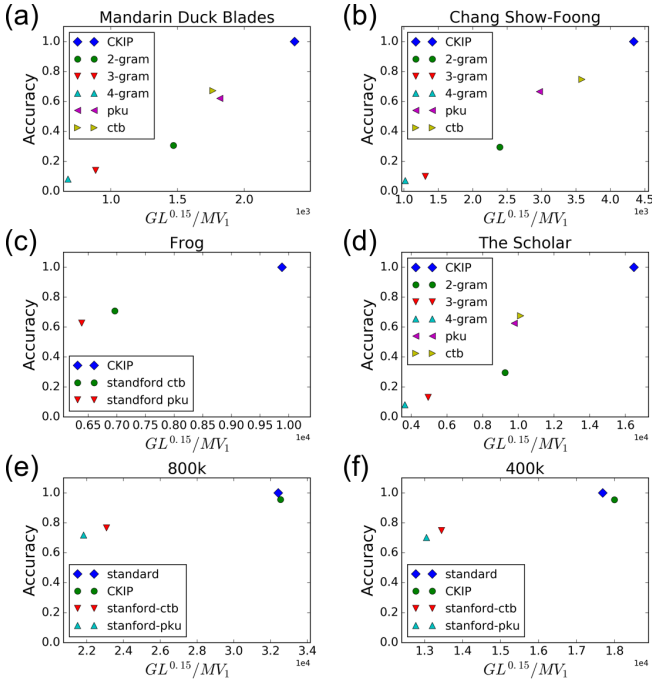 (a)
Mandarin Duck Blades
CKIP
2-gram
3-gram
4-gram
pku
ctb
Accuracy
1.0
0.8
0.6
0.4
0.2
0.0
1.0 1.5 2.0
1e3
GL^0.15/MV_1
(b)
Chang Show-Foong
CKIP
2-gram
3-gram
4-gram
pku
ctb
Accuracy
1.0
0.8
0.6
0.4
0.2
0.0
1.0 1.5 2.0 2.5 3.0 3.5 4.0 4.5
1e3
GL^0.15/MV_1
(c)
Frog
CKIP
standford ctb
standford pku
Accuracy
1.0
0.8
0.6
0.4
0.2
0.0
0.65 0.70 0.75 0.80 0.85 0.90 0.95 1.00
1e4
GL^0.15/MV_1
(d)
The Scholar
CKIP
2-gram
3-gram
4-gram
pku
ctb
Accuracy
1.0
0.8
0.6
0.4
0.2
0.0
0.4 0.6 0.8 1.0 1.2 1.4 1.6
1e4
GL^0.15/MV_1
(e)
800k
standard
CKIP
stanford-ctb
stanford-pku
Accuracy
1.0
0.8
0.6
0.4
0.2
0.0
2.2 2.4 2.6 2.8 3.0 3.2 3.4
1e4
GL^0.15/MV_1
(f)
400k
standard
CKIP
stanford-ctb
stanford-pku
Accuracy
1.0
0.8
0.6
0.4
0.2
0.0
1.3 1.4 1.5 1.6 1.7 1.8 1.9
1e4
GL^0.15/MV_1